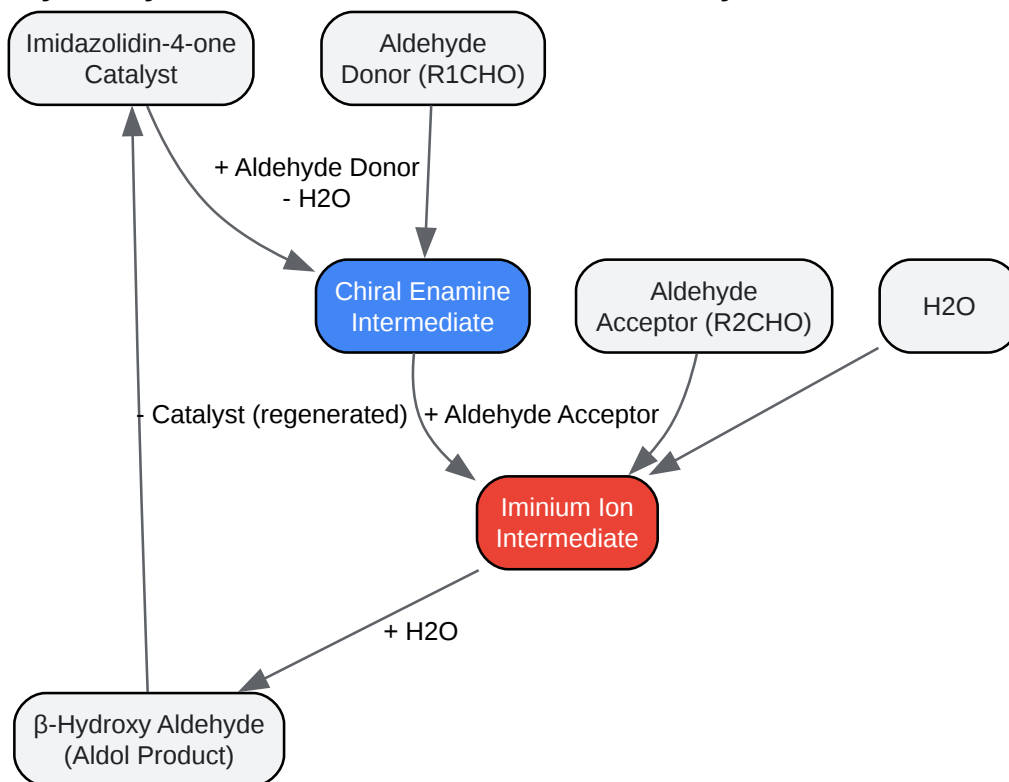 Imidazolidin-4-one
Catalyst
Aldehyde
Donor (R1CHO)
+ Aldehyde Donor
- H2O
Chiral Enamine
Intermediate
Aldehyde
Acceptor (R2CHO)
H2O
- Catalyst (regenerated)
+ Aldehyde Acceptor
Iminium Ion
Intermediate
+ H2O
β-Hydroxy Aldehyde
(Aldol Product)